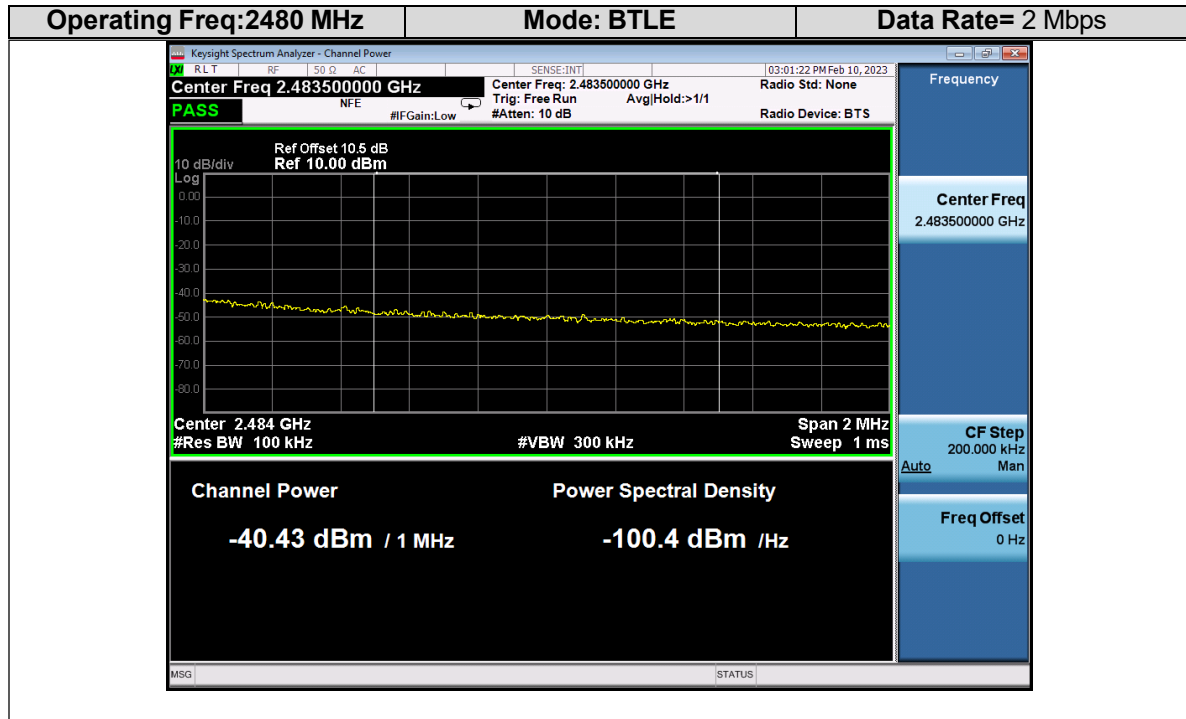 Operating Freq:2480 MHz Mode: BTLE Data Rate= 2 Mbps
Keysight Spectrum Analyzer - Channel Power
LXI R L T RF 50 Ω AC SENSE:INT 03:01:22 PM Feb 10, 2023
Center Freq 2.483500000 GHz Center Freq: 2.483500000 GHz Radio Std: None
PASS NFE Trig: Free Run Avg|Hold:>1/1
#IFGain:Low #Atten: 10 dB Radio Device: BTS
Ref Offset 10.5 dB
10 dB/div Ref 10.00 dBm
Log
0.00
-10.0
-20.0
-30.0
-40.0
-50.0
-60.0
-70.0
-80.0
Center 2.484 GHz Span 2 MHz
#Res BW 100 kHz #VBW 300 kHz Sweep 1 ms
Channel Power Power Spectral Density
-40.43 dBm / 1 MHz -100.4 dBm /Hz
Frequency
Center Freq
2.483500000 GHz
CF Step
200.000 kHz
Auto Man
Freq Offset
0 Hz
MSG STATUS